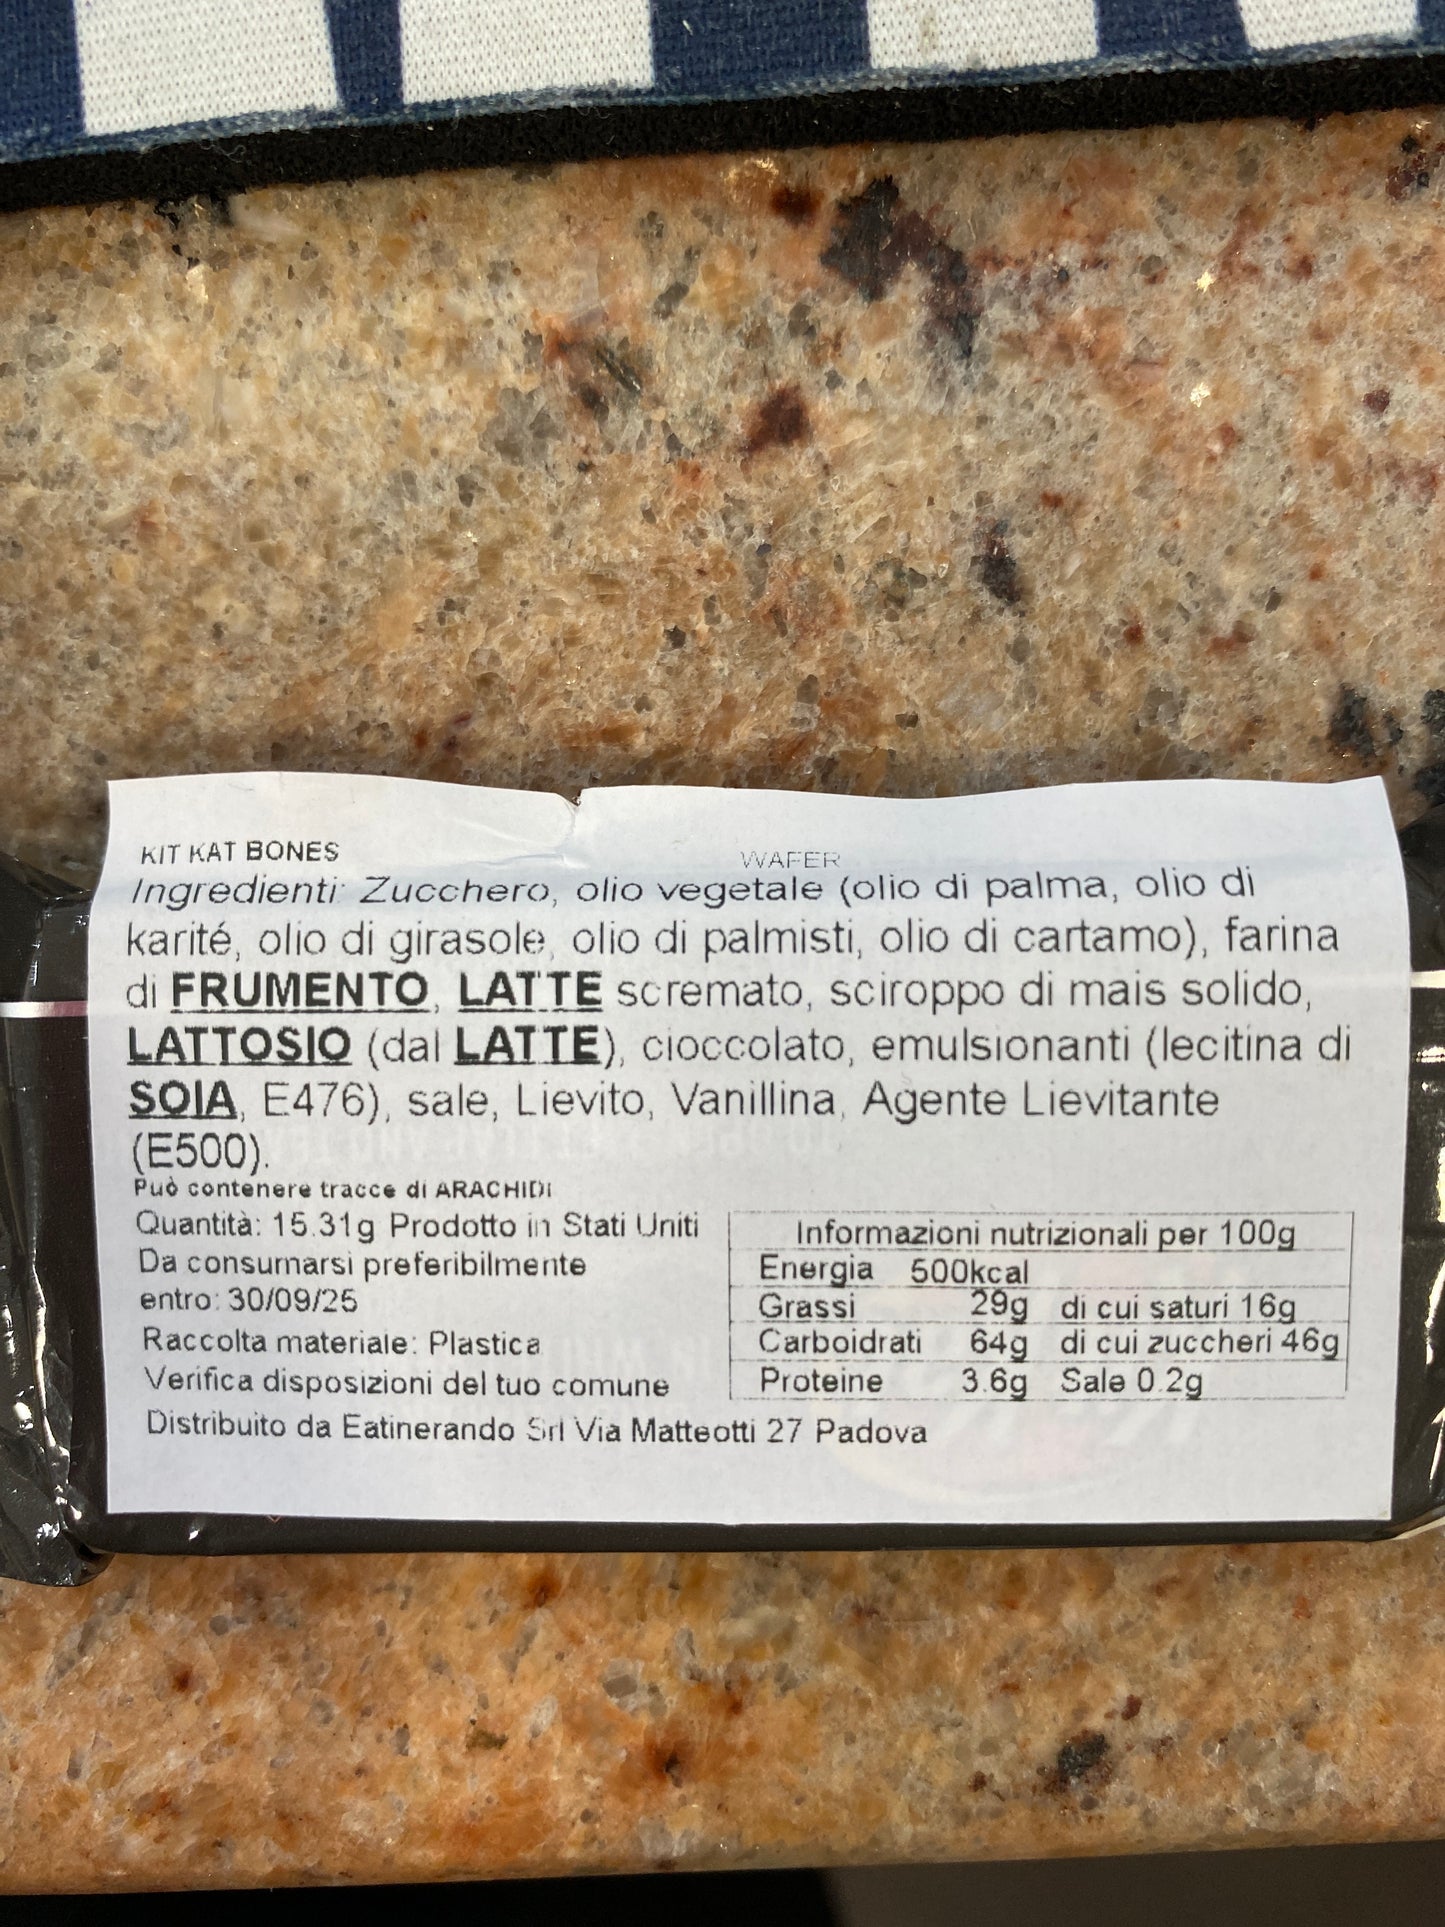 KIT KAT BONES WAFER
Ingredienti: Zucchero, olio vegetale (olio di palma, olio di
karité, olio di girasole, olio di palmisti, olio di cartamo), farina
di FRUMENTO, LATTE scremato, sciroppo di mais solido,
LATTOSIO (dal LATTE), cioccolato, emulsionanti (lecitina di
SOIA, E476), sale, Lievito, Vanillina, Agente Lievitante
(E500).
Può contenere tracce di ARACHIDI
Quantità: 15.31g Prodotto in Stati Uniti
Da consumarsi preferibilmente
entro: 30/09/25
Raccolta materiale: Plastica
Verifica disposizioni del tuo comune
Distribuito da Eatinerando Srl Via Matteotti 27 Padova
Informazioni nutrizionali per 100g
Energia 500kcal
Grassi 29g di cui saturi 16g
Carboidrati 64g di cui zuccheri 46g
Proteine 3.6g Sale 0.2g